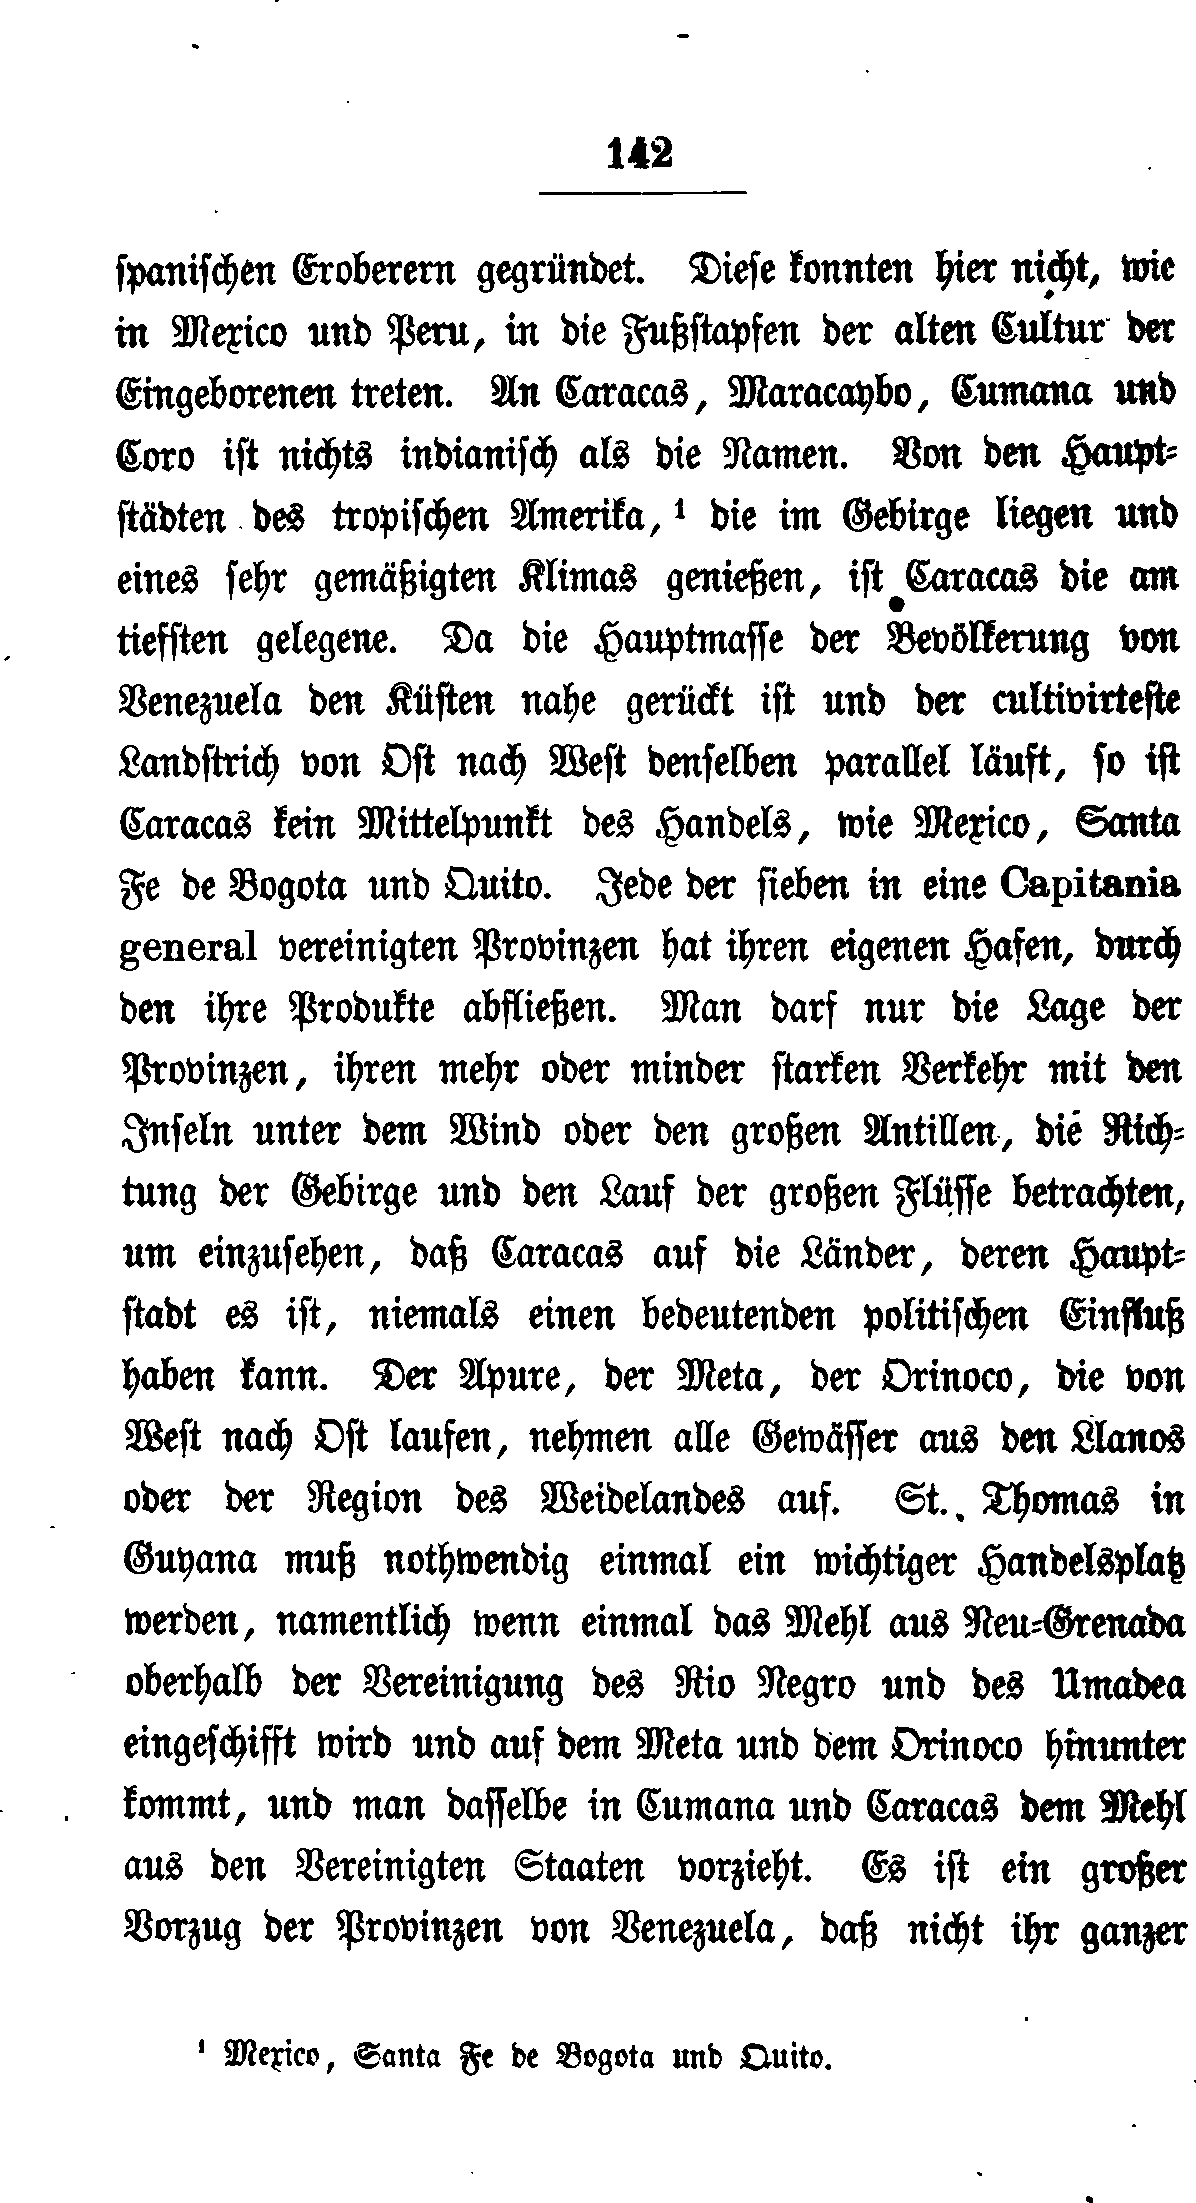 142
spanischen Eroberern gegründet. Diese konnten hier nicht, wie
in Mexico und Peru, in die Fußstapfen der alten Cultur der
Eingeborenen treten. An Caracas, Maracaybo, Cumana und
Coro ist nichts indianisch als die Namen. Von den Haupt-
städten des tropischen Amerika, ¹ die im Gebirge liegen und
eines sehr gemäßigten Klimas genießen, ist Caracas die am
tiefsten gelegene. Da die Hauptmasse der Bevölkerung von
Venezuela den Küsten nahe gerückt ist und der cultivirteste
Landstrich von Ost nach West denselben parallel läuft, so ist
Caracas kein Mittelpunkt des Handels, wie Mexico, Santa
Fe de Bogota und Quito. Jede der sieben in eine Capitania
general vereinigten Provinzen hat ihren eigenen Hafen, durch
den ihre Produkte abfließen. Man darf nur die Lage der
Provinzen, ihren mehr oder minder starken Verkehr mit den
Inseln unter dem Wind oder den großen Antillen, die Rich-
tung der Gebirge und den Lauf der großen Flüsse betrachten,
um einzusehen, daß Caracas auf die Länder, deren Haupt-
stadt es ist, niemals einen bedeutenden politischen Einfluß
haben kann. Der Apure, der Meta, der Orinoco, die von
West nach Ost laufen, nehmen alle Gewässer aus den Llanos
oder der Region des Weidelandes auf. St. Thomas in
Guyana muß nothwendig einmal ein wichtiger Handelsplatz
werden, namentlich wenn einmal das Mehl aus Neu-Grenada
oberhalb der Vereinigung des Rio Negro und des Umadea
eingeschifft wird und auf dem Meta und dem Orinoco hinunter
kommt, und man dasselbe in Cumana und Caracas dem Mehl
aus den Vereinigten Staaten vorzieht. Es ist ein großer
Vorzug der Provinzen von Venezuela, daß nicht ihr ganzer
¹ Mexico, Santa Fe de Bogota und Quito.